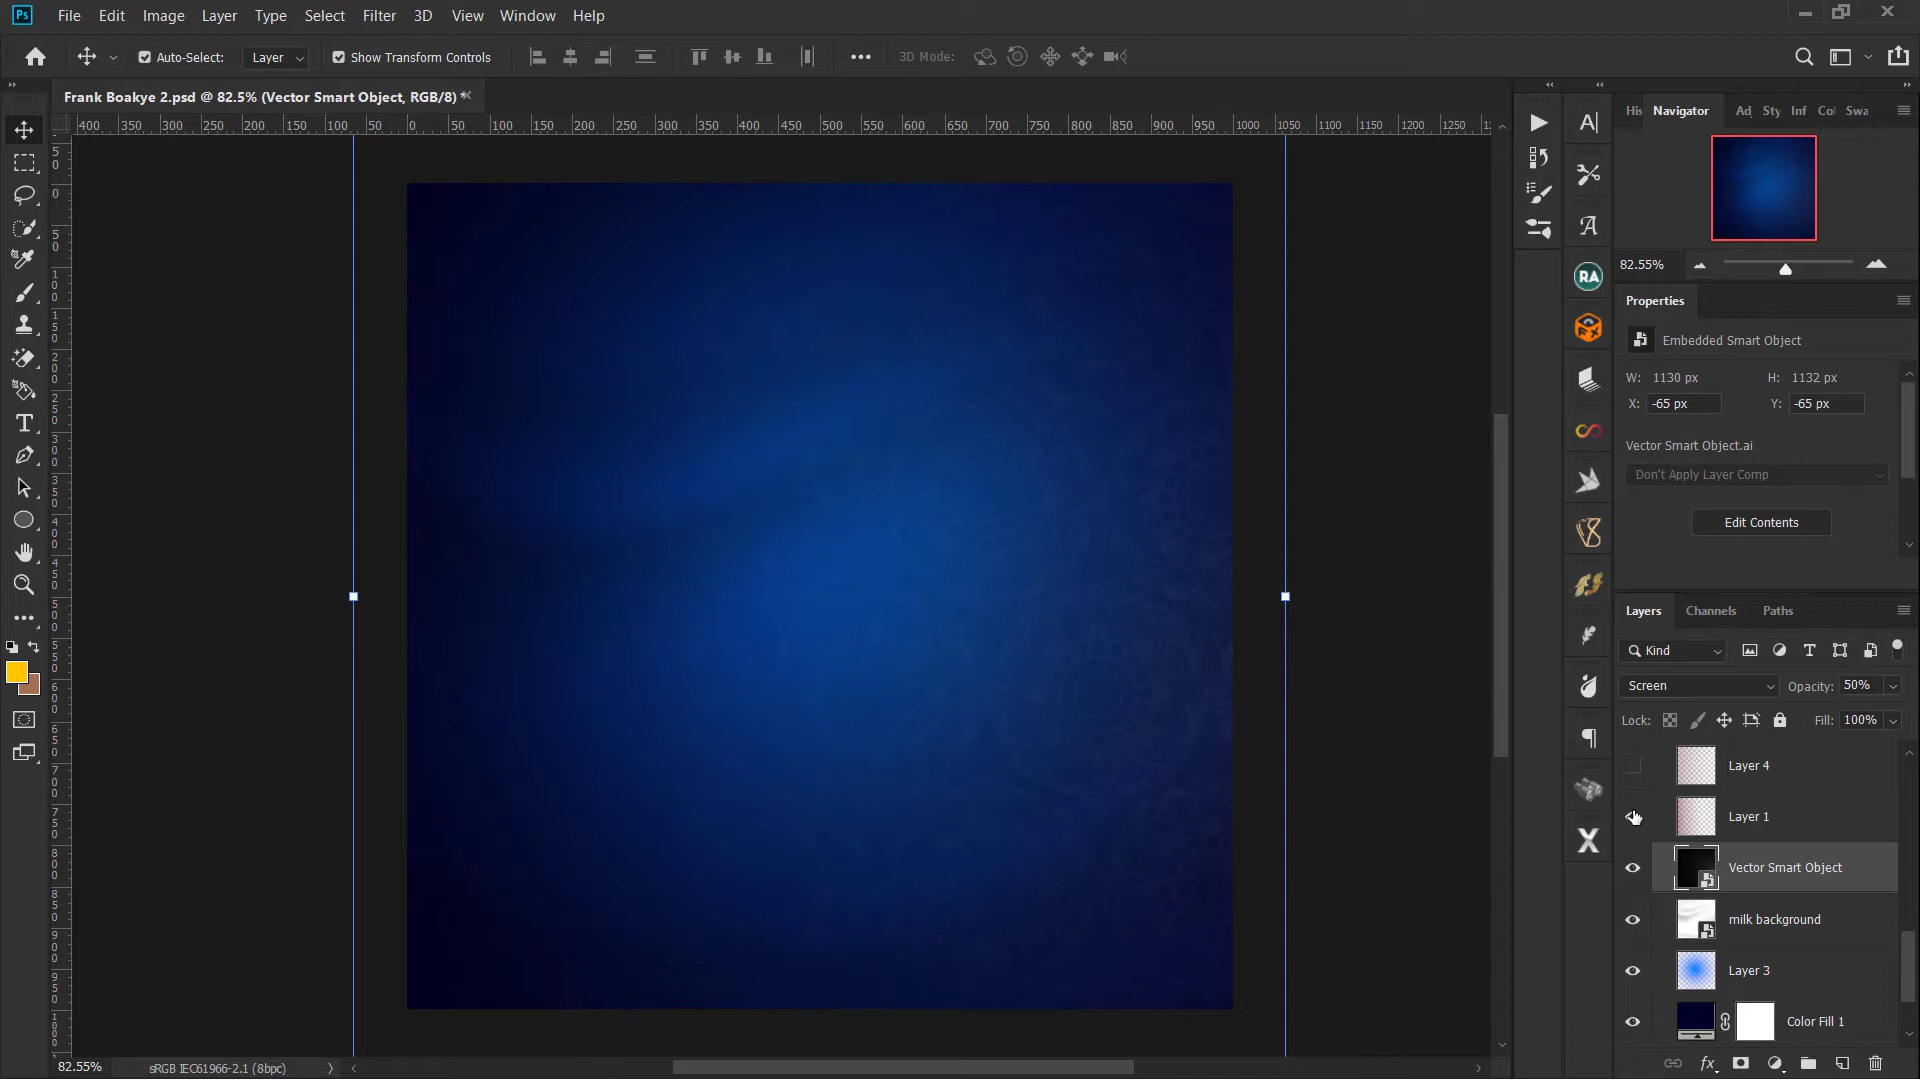 Ps File Edit Image Layer Type Select Filter 3D View Window Help
Auto-Select: Layer Show Transform Controls 3D Mode:
Frank Boakye 2.psd @ 82.5% (Vector Smart Object, RGB/8) *
400 350 300 250 200 150 100 50 0 50 100 150 200 250 300 350 400 450 500 550 600 650 700 750 800 850 900 950 1000 1050 1100 1150 1200 1250
His Navigator Ad Sty Inf Col Swa
82.55%
Properties
Embedded Smart Object
W: 1130 px H: 1132 px
X: -65 px Y: -65 px
Vector Smart Object.ai
Don't Apply Layer Comp
Edit Contents
Layers Channels Paths
Kind
Screen Opacity: 50%
Lock: Fill: 100%
Layer 4
Layer 1
Vector Smart Object
milk background
Layer 3
Color Fill 1
82.55% sRGB IEC61966-2.1 (8bpc)
RA